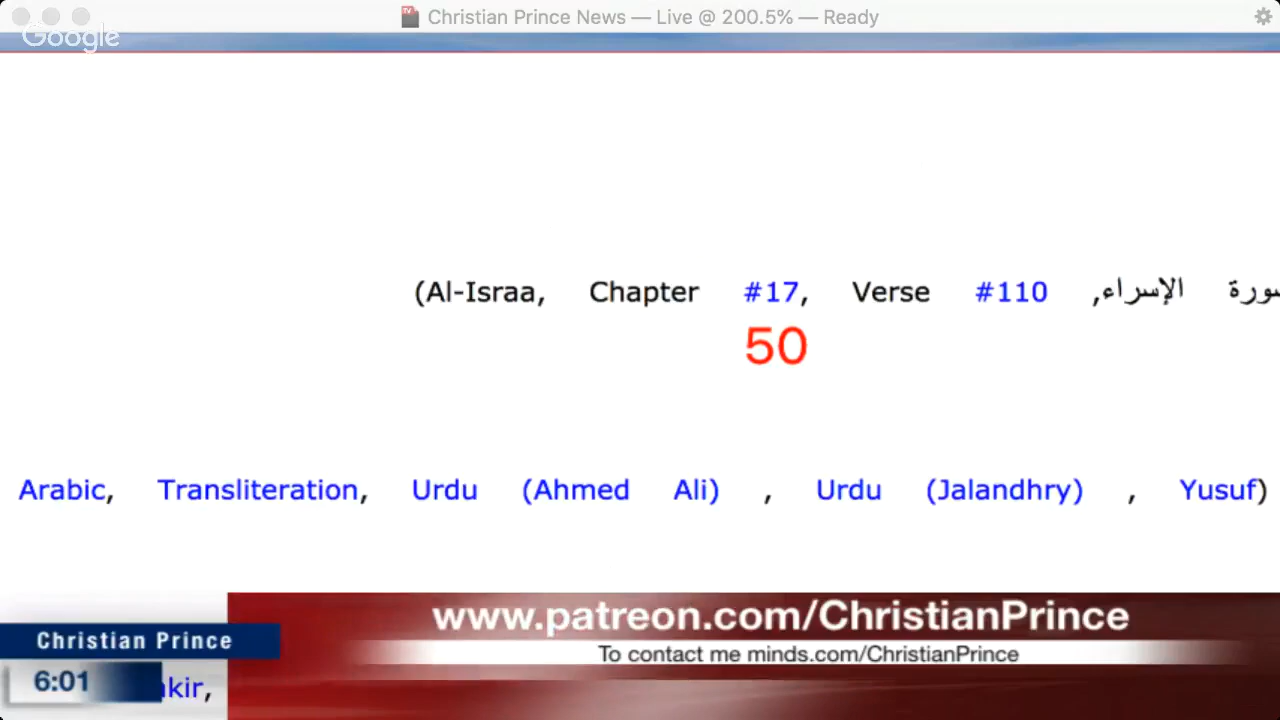 Christian Prince News — Live @ 200.5% — Ready
Google
(Al-Israa, Chapter #17, Verse #110 سورة الإسراء,
50
Arabic, Transliteration, Urdu (Ahmed Ali) , Urdu (Jalandhry) , Yusuf)
www.patreon.com/ChristianPrince
Christian Prince
To contact me minds.com/ChristianPrince
6:01